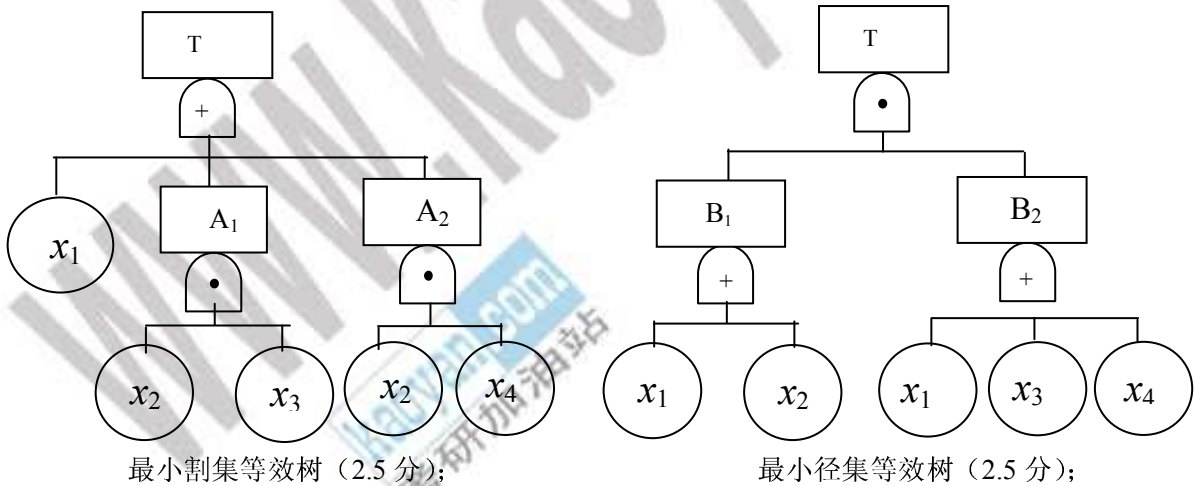 T T
+ •
A₁ A₂ B₁ B₂
x₁
• • + +
x₂ x₃ x₂ x₄ x₁ x₂ x₁ x₃ x₄
最小割集等效树（2.5 分）; 最小径集等效树（2.5 分）;